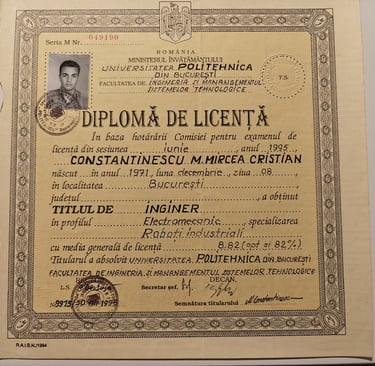 Seria M Nr. 049190
ROMÂNIA
MINISTERUL ÎNVĂŢĂMÂNTULUI
UNIVERSITATEA POLITEHNICA
DIN BUCUREŞTI
FACULTATEA DE INGINERIA ŞI MANAGEMENTUL
SISTEMELOR TEHNOLOGICE
T.S.
DIPLOMĂ DE LICENŢĂ
În baza hotărârii Comisiei pentru examenul de
licenţă din sesiunea iunie, anul 1995
CONSTANTINESCU M. MIRCEA CRISTIAN
născut în anul 1971, luna decembrie, ziua 08
în localitatea Bucureşti
judeţul a obţinut
TITLUL DE INGINER
în profilul Electromecanic, specializarea
Roboţi Industriali
cu media generală de licenţă 8,82 (opt şi 82%)
Titularul a absolvit UNIVERSITATEA POLITEHNICA DIN BUCUREŞTI
FACULTATEA DE INGINERIA ŞI MANAGEMENTUL SISTEMELOR TEHNOLOGICE
L.S.
Secretar şef,
DECAN,
Semnătura titularului
R.A.I.B.N./1994